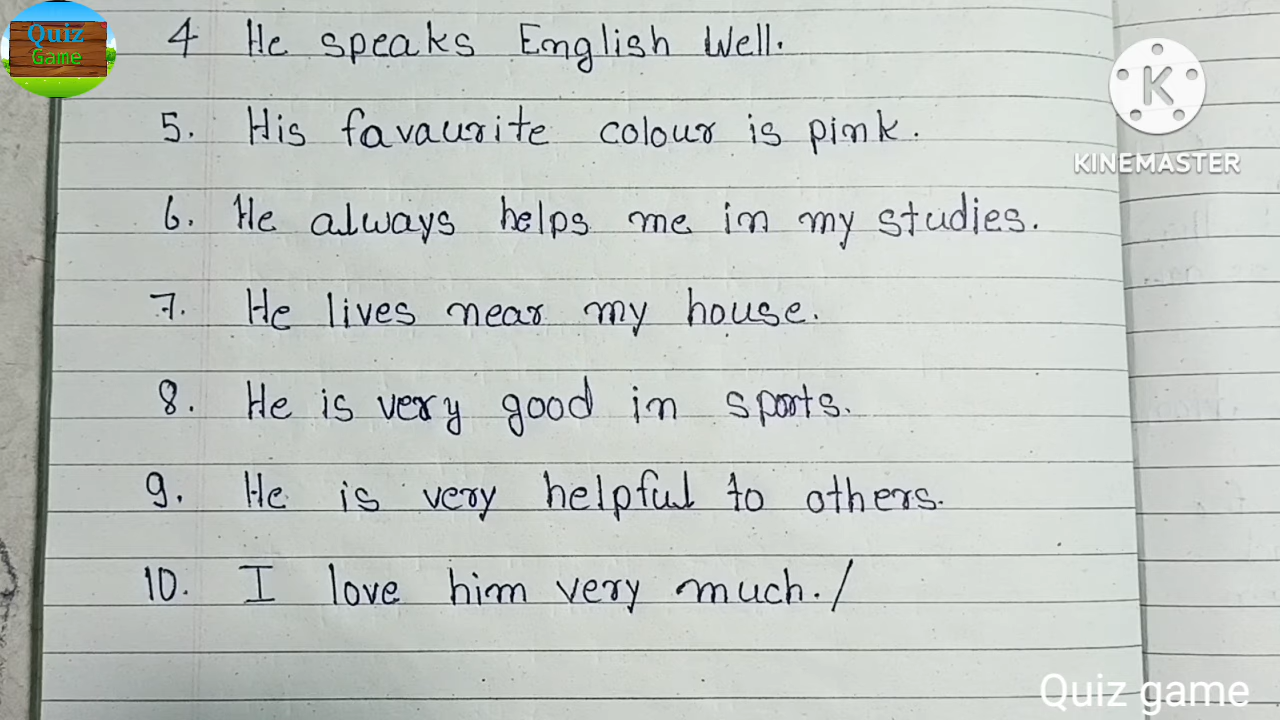 Quiz
Game
4 He speaks English Well.
5. His favaurite colour is pink.
6. He always helps me in my studies.
7. He lives near my house.
8. He is very good in sports.
9. He is very helpful to others.
10. I love him very much./
K
KINEMASTER
Quiz game